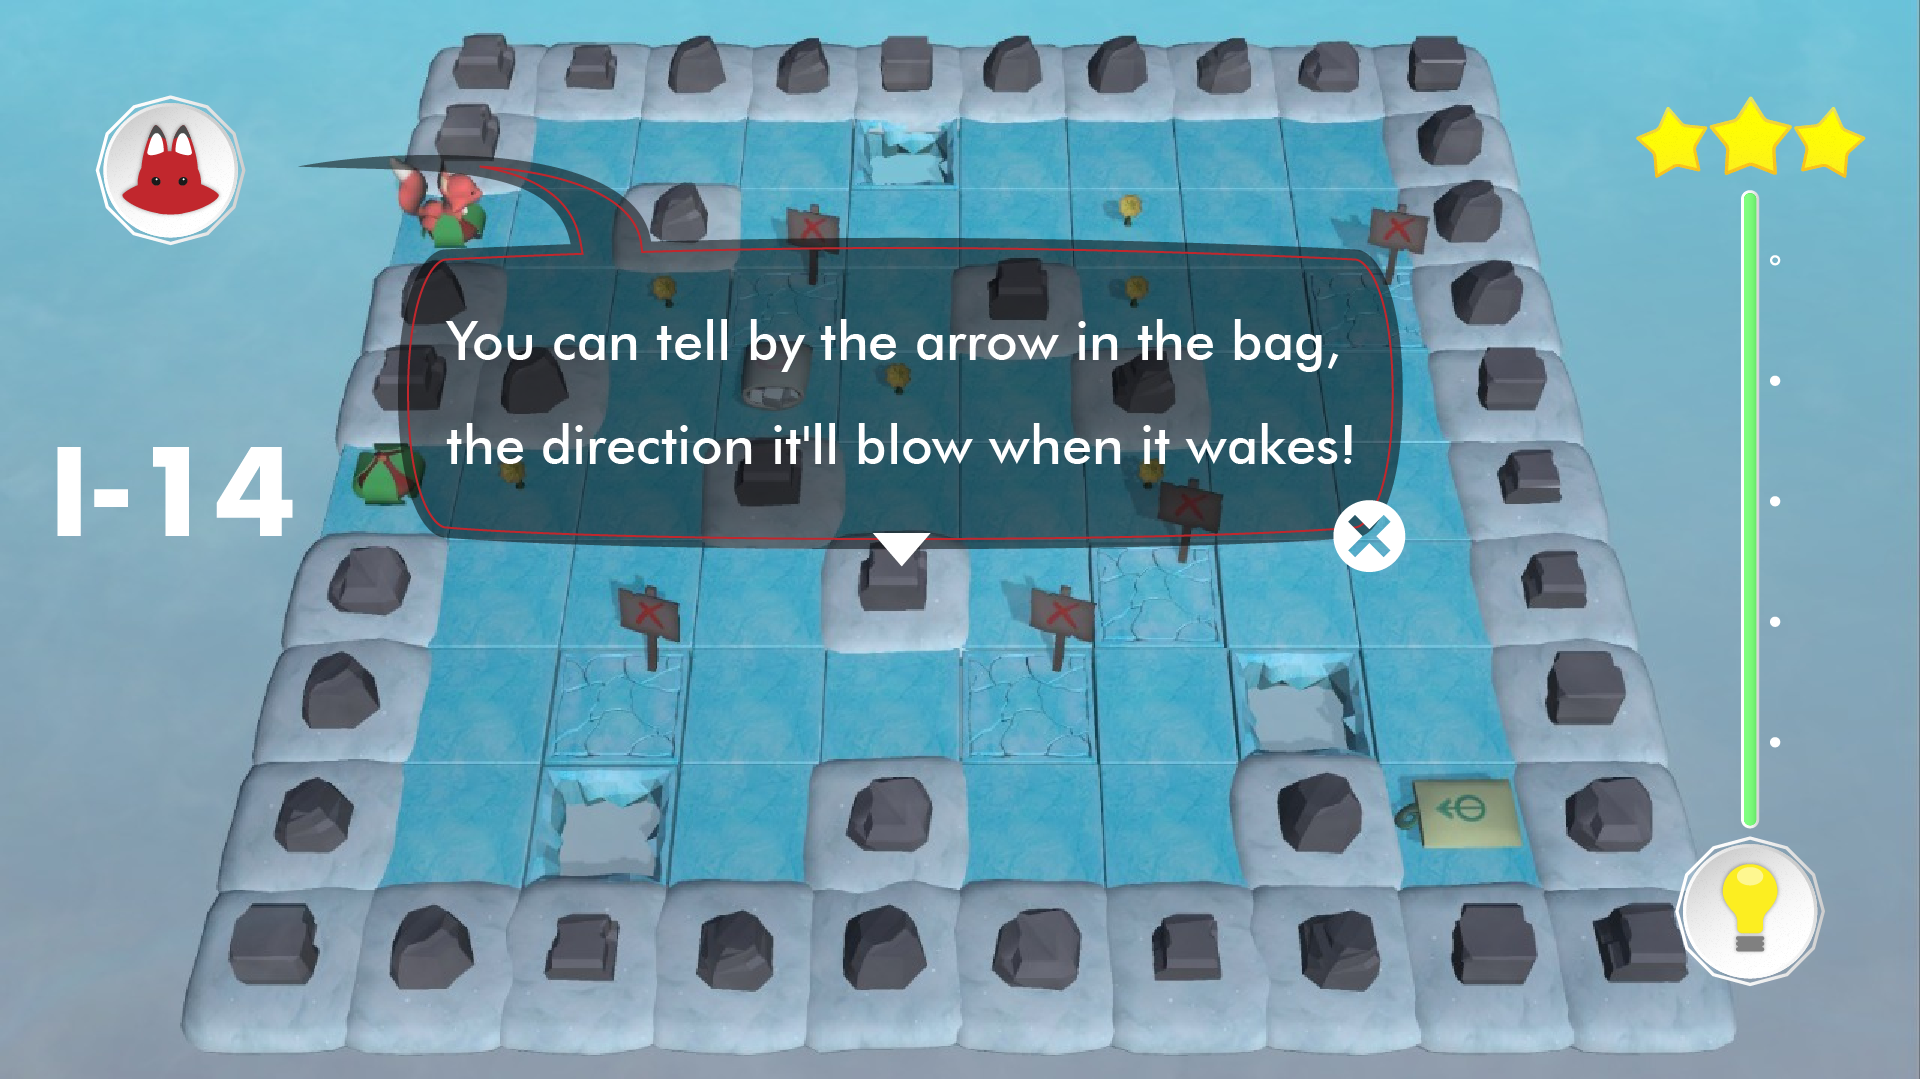 You can tell by the arrow in the bag,
the direction it'll blow when it wakes!
I-14